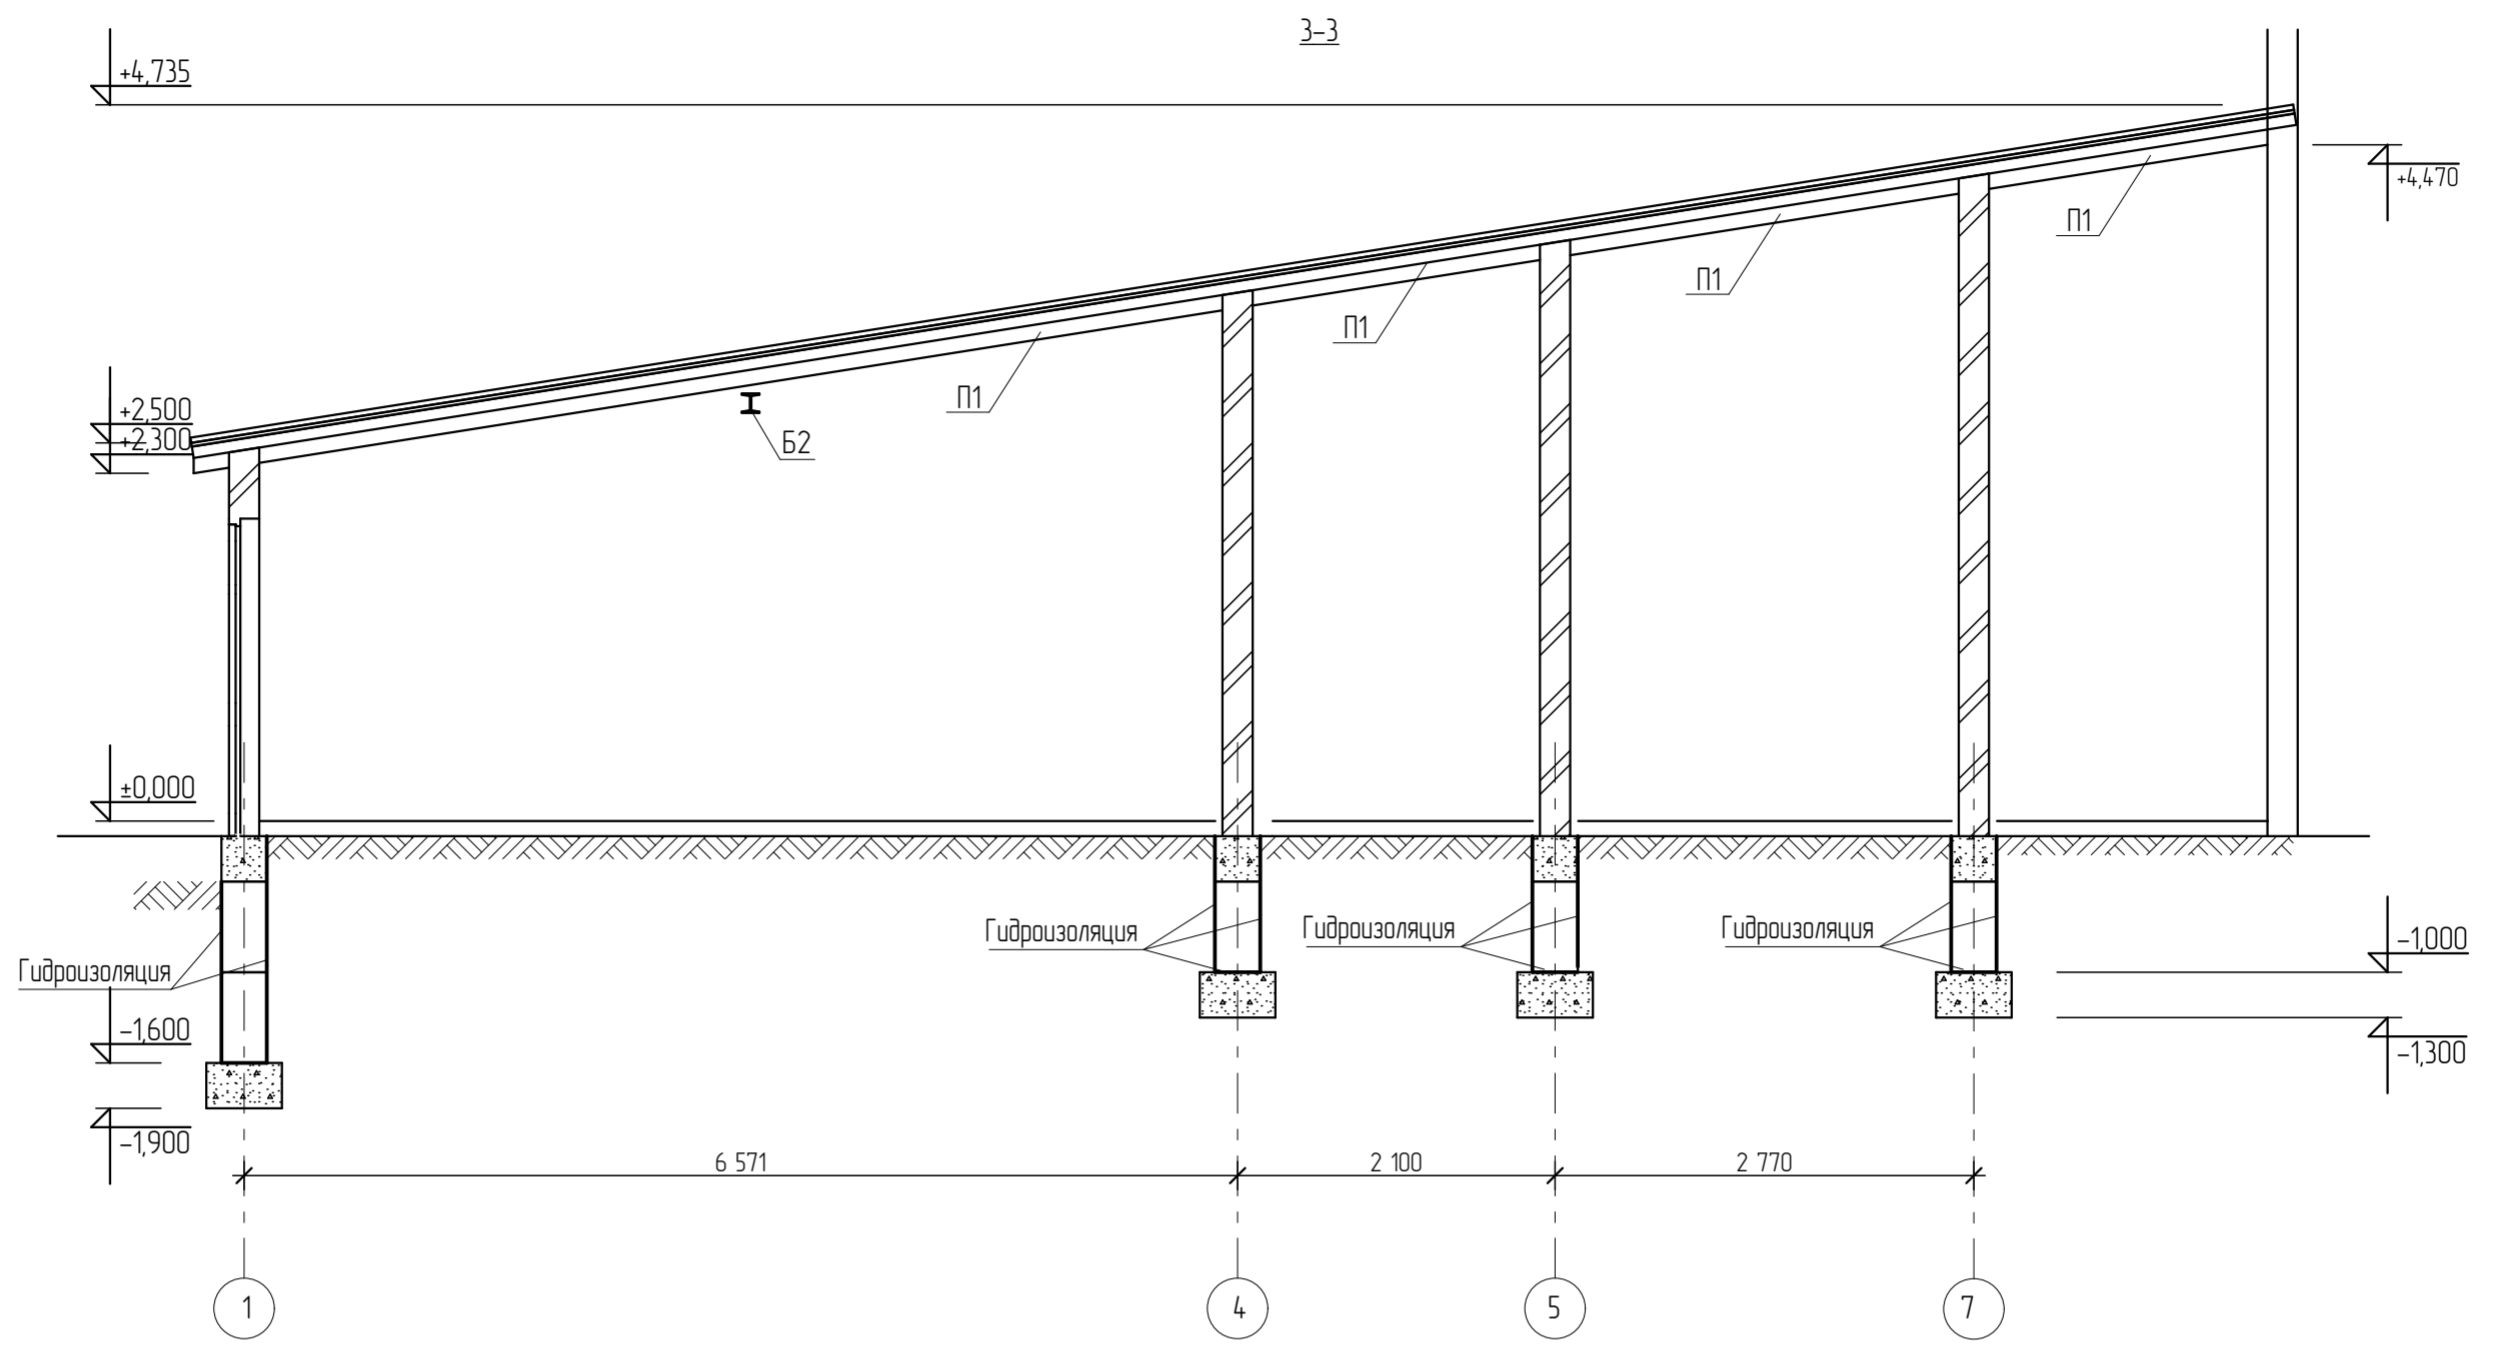 3-3
+4,735
+4,470
П1
П1
П1
П1
+2,500
+2,300
Б2
±0,000
Гидроизоляция
Гидроизоляция
Гидроизоляция
Гидроизоляция
-1,000
-1,600
-1,300
-1,900
6 571
2 100
2 770
1
4
5
7